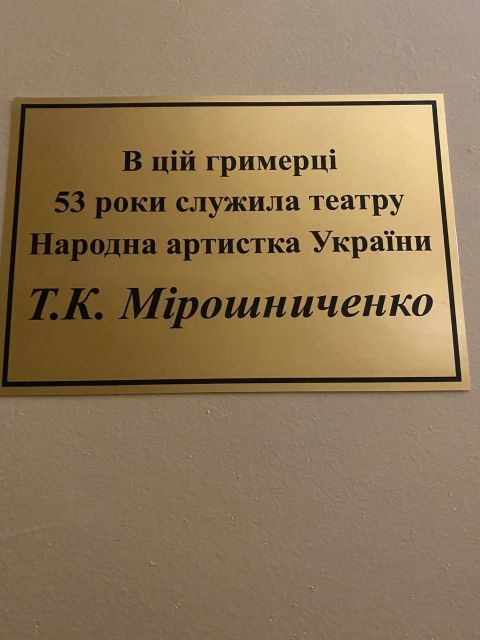 В цій гримерці
53 роки служила театру
Народна артистка України
Т.К. Мірошниченко